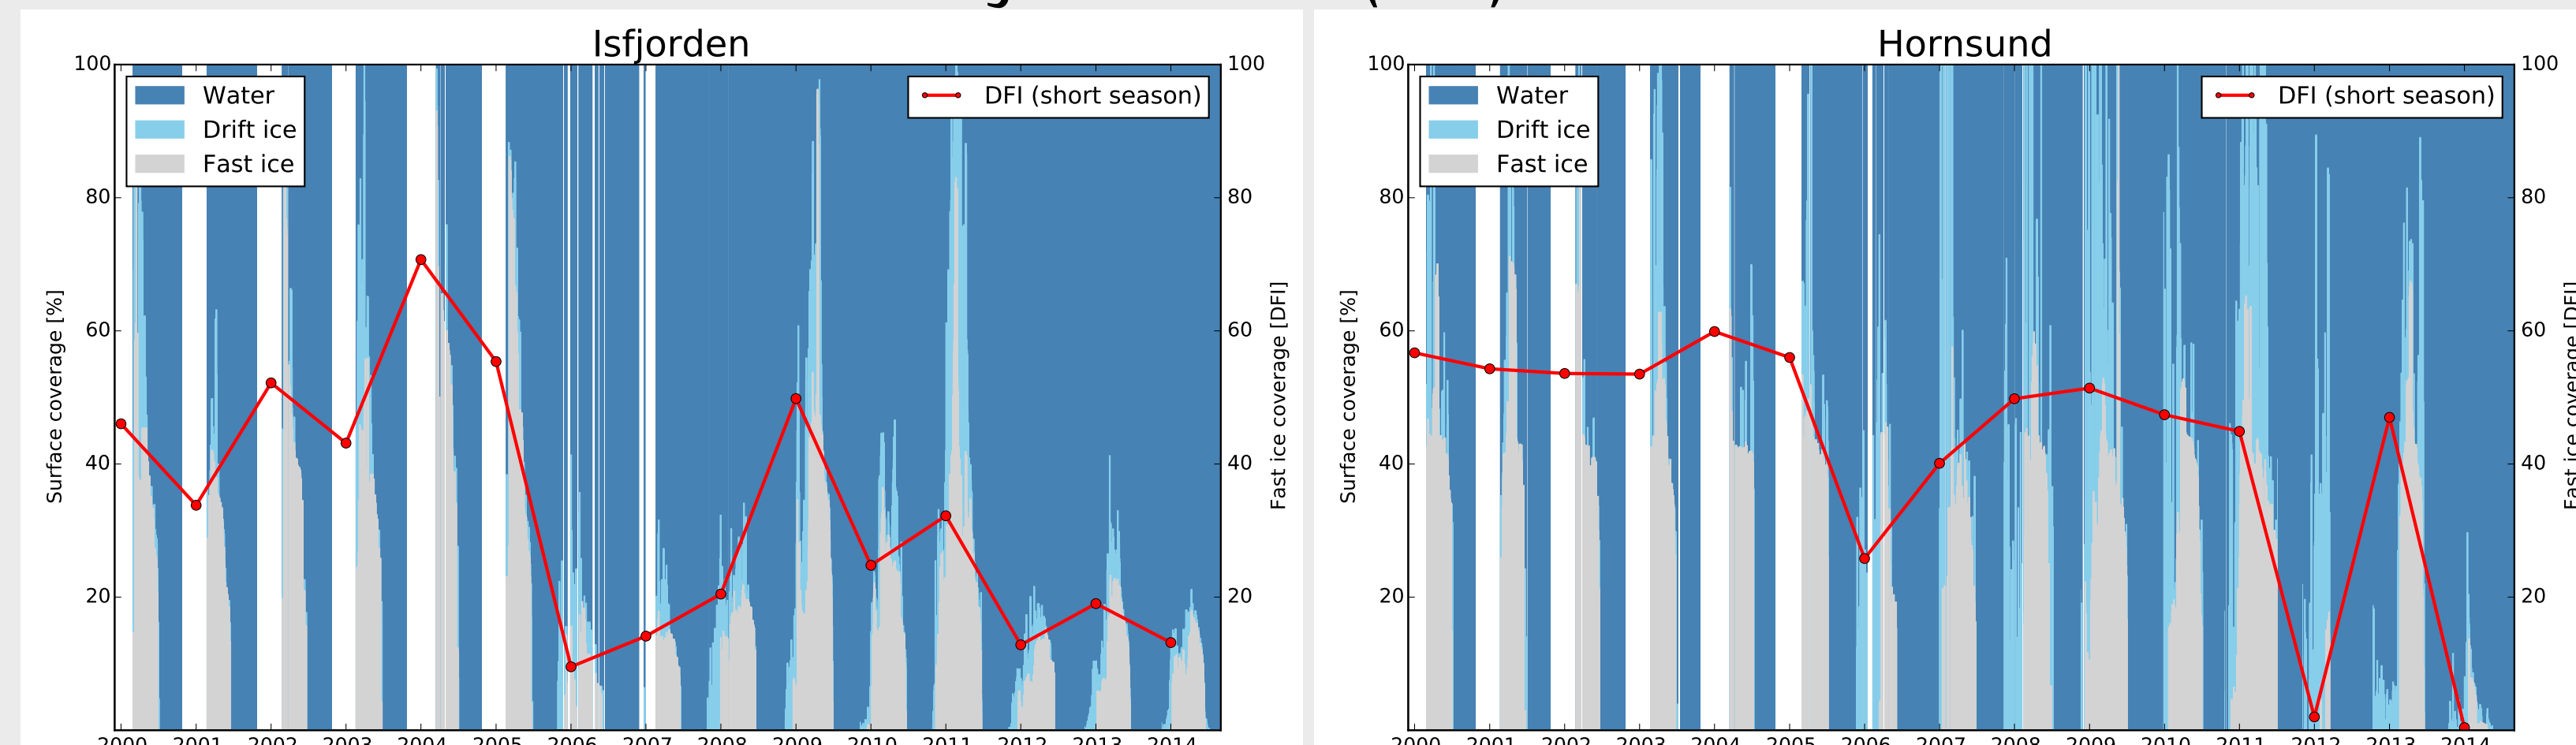 Isfjorden
Hornsund
100
80
60
40
20
Surface coverage [%]
Water
Drift ice
Fast ice
DFI (short season)
100
80
60
40
20
Fast ice coverage [DFI]
2000 2001 2002 2003 2004 2005 2006 2007 2008 2009 2010 2011 2012 2013 2014
100
80
60
40
20
Surface coverage [%]
Water
Drift ice
Fast ice
DFI (short season)
100
80
60
40
20
Fast ice coverage [DFI]
2000 2001 2002 2003 2004 2005 2006 2007 2008 2009 2010 2011 2012 2013 2014